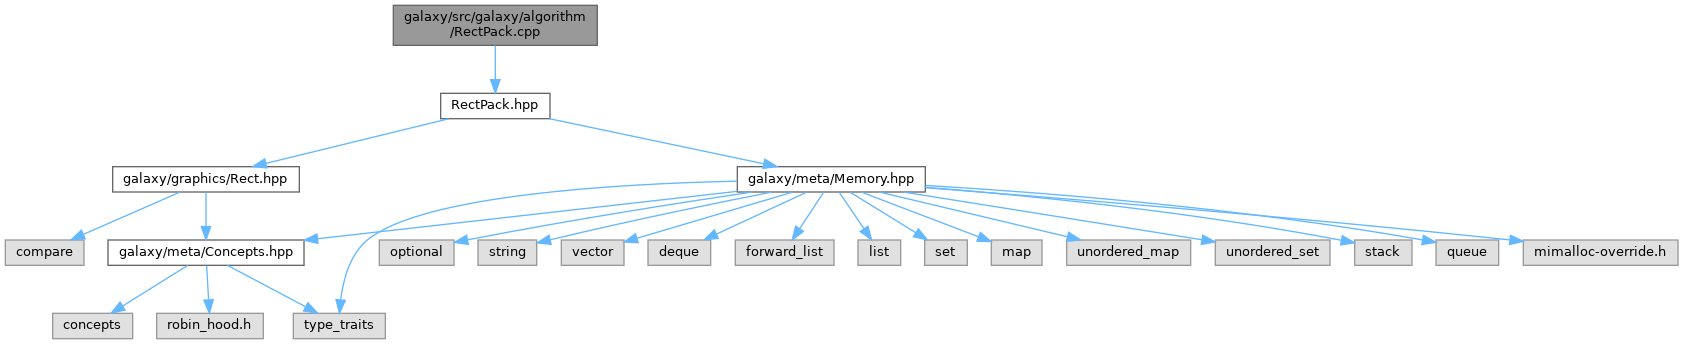 galaxy/src/galaxy/algorithm
/RectPack.cpp
RectPack.hpp
galaxy/graphics/Rect.hpp
galaxy/meta/Memory.hpp
compare
galaxy/meta/Concepts.hpp
optional
string
vector
deque
forward_list
list
set
map
unordered_map
unordered_set
stack
queue
mimalloc-override.h
concepts
robin_hood.h
type_traits